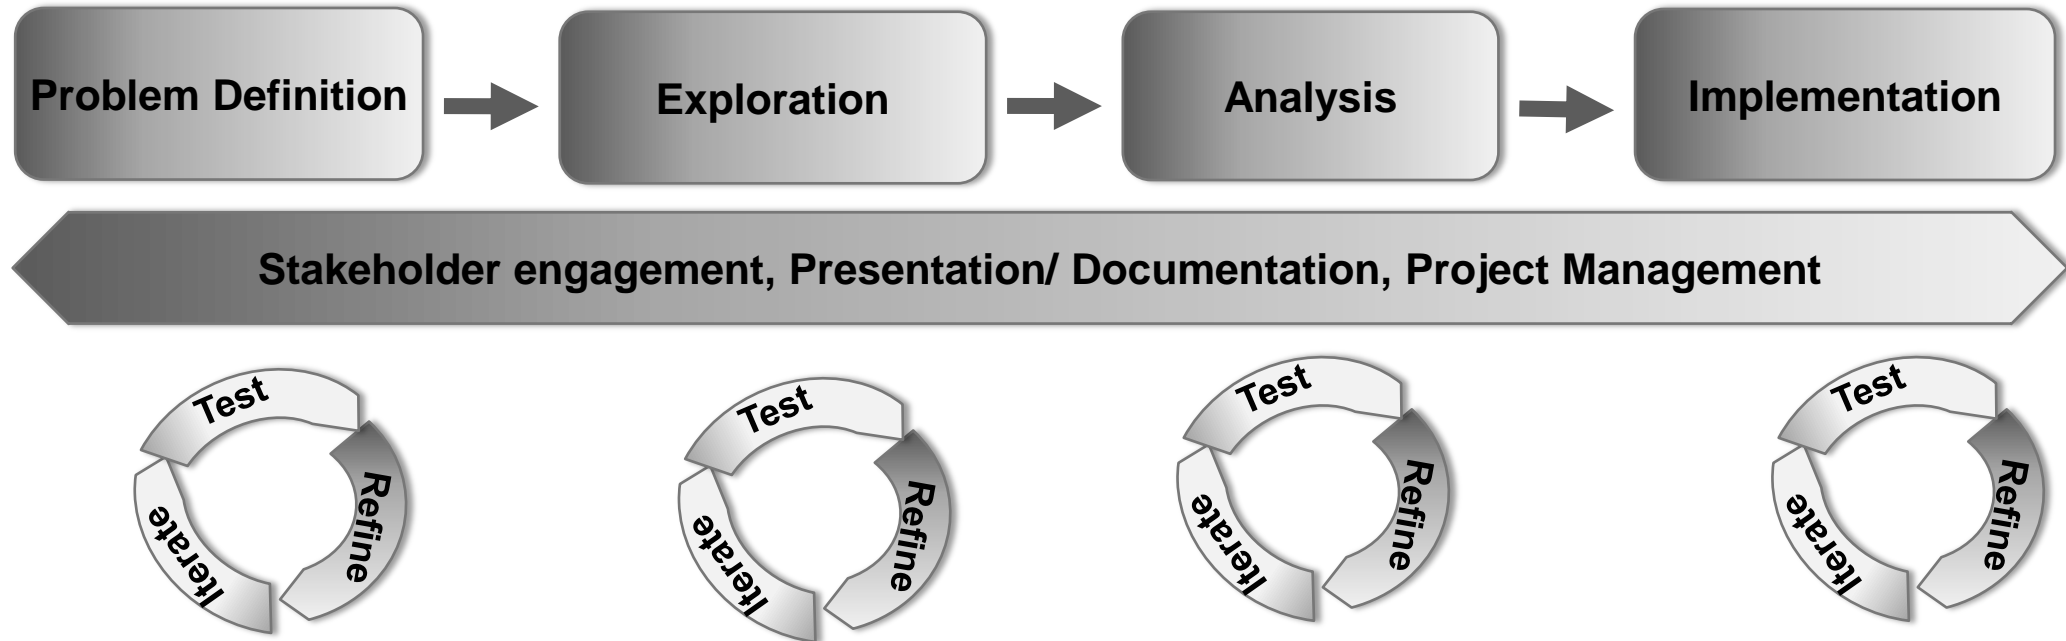 Problem Definition
Exploration
Analysis
Implementation
Stakeholder engagement, Presentation/ Documentation, Project Management
Test
Refine
Iterate
Test
Refine
Iterate
Test
Refine
Iterate
Test
Refine
Iterate